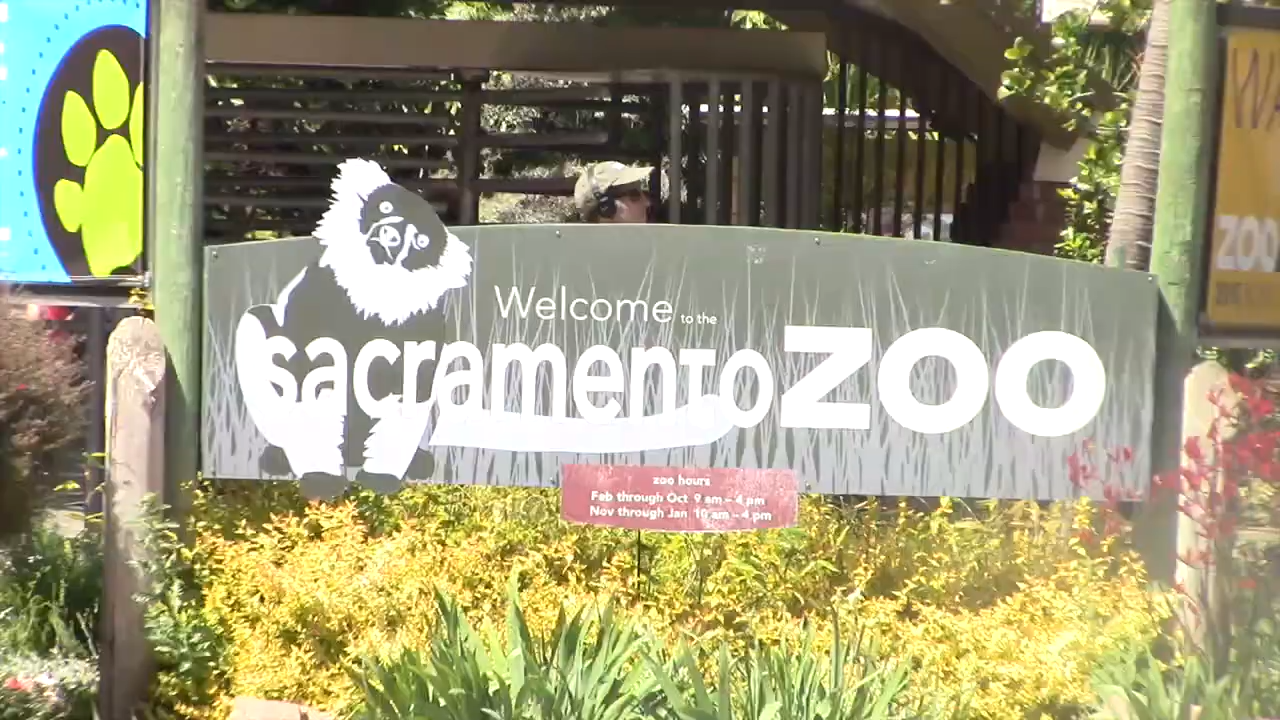 Welcome to the
sacramento ZOO
zoo hours
Feb through Oct 9 am – 4 pm
Nov through Jan 10 am – 4 pm
ZOO